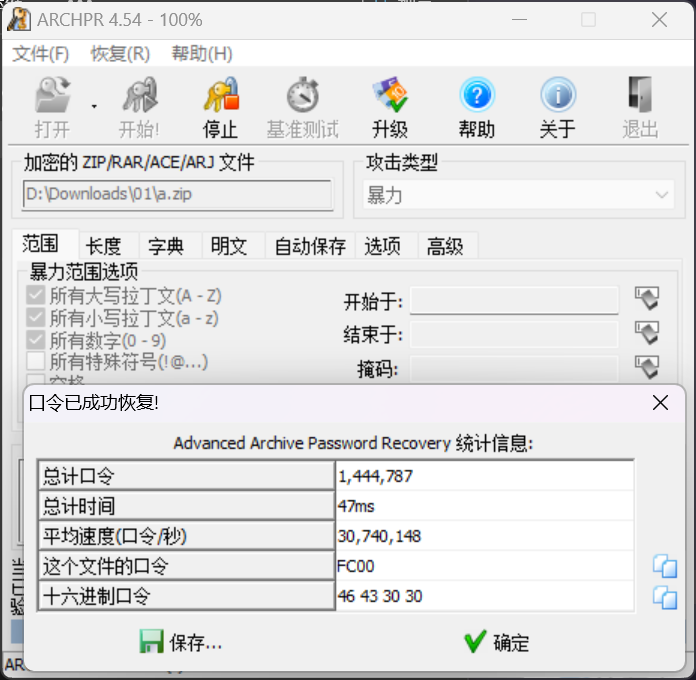 ARCHPR 4.54 - 100%
文件(F) 恢复(R) 帮助(H)
打开 开始! 停止 基准测试 升级 帮助 关于 退出
加密的 ZIP/RAR/ACE/ARJ 文件 攻击类型
D:\Downloads\01\a.zip 暴力
范围 长度 字典 明文 自动保存 选项 高级
暴力范围选项
所有大写拉丁文(A - Z) 开始于:
所有小写拉丁文(a - z)
所有数字(0 - 9) 结束于:
所有特殊符号(!@...) 掩码:
空格
口令已成功恢复!
Advanced Archive Password Recovery 统计信息:
总计口令 1,444,787
总计时间 47ms
平均速度(口令/秒) 30,740,148
这个文件的口令 FC00
十六进制口令 46 43 30 30
保存... 确定